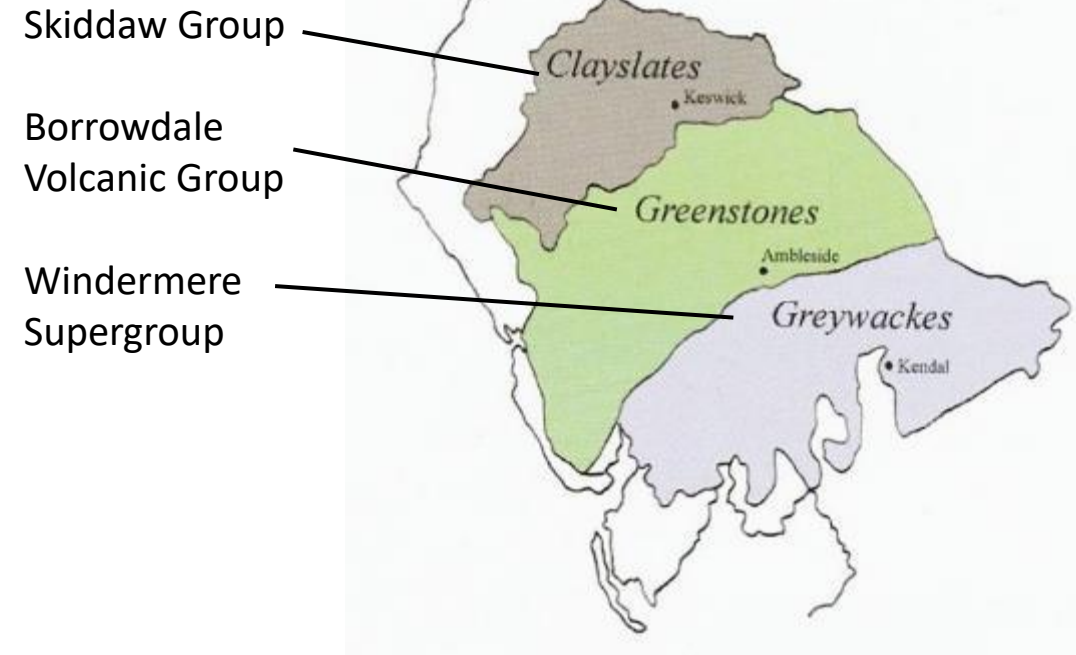 Skiddaw Group
Clayslates
Keswick
Borrowdale
Volcanic Group
Greenstones
Ambleside
Windermere
Supergroup
Greywackes
Kendal